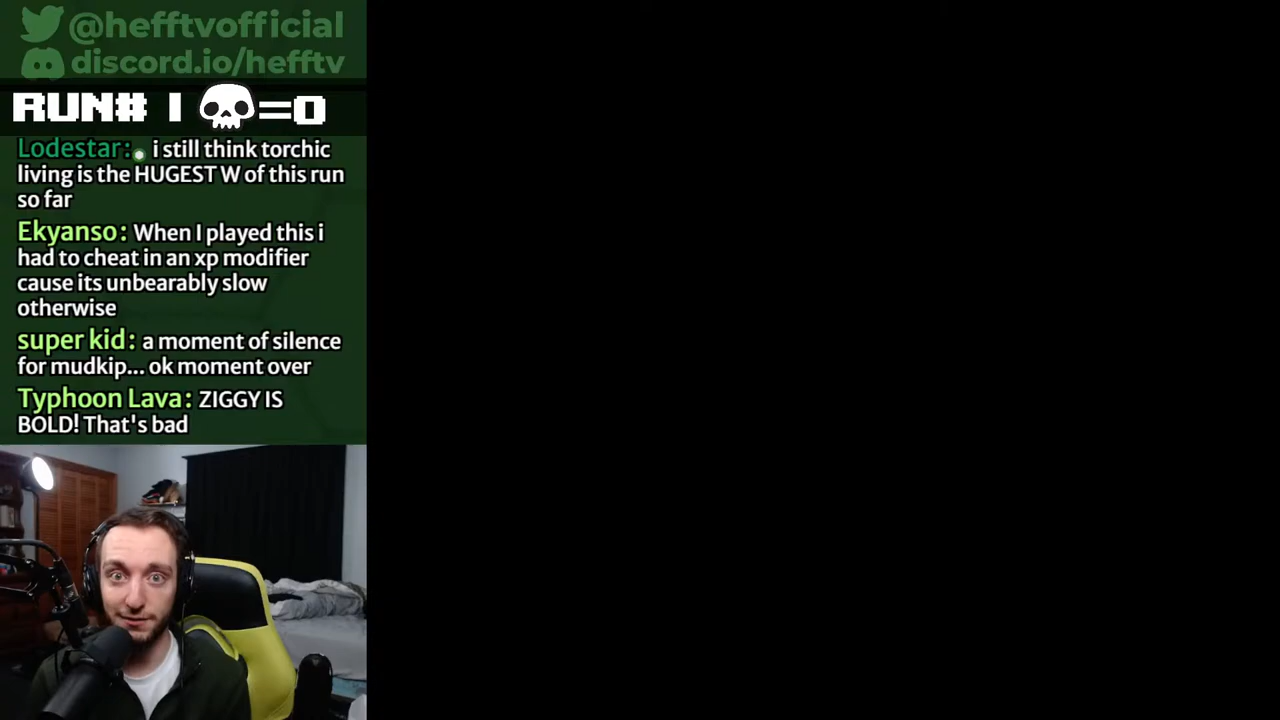 @hefftvofficial
discord.io/hefftv
RUN# 1 =0
Lodestar: i still think torchic
living is the HUGEST W of this run
so far
Ekyanso: When I played this i
had to cheat in an xp modifier
cause its unbearably slow
otherwise
super kid: a moment of silence
for mudkip... ok moment over
Typhoon Lava: ZIGGY IS
BOLD! That's bad